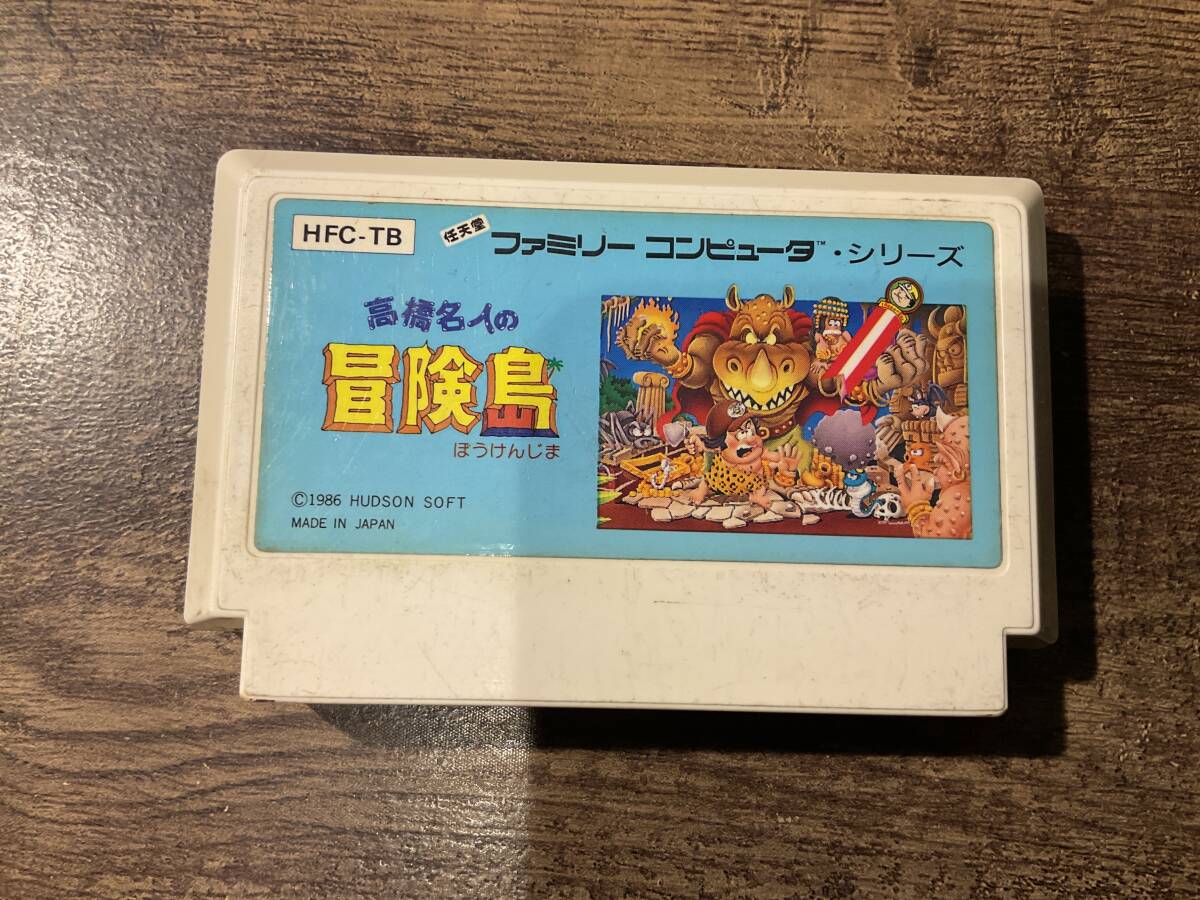 HFC-TB
任天堂 ファミリー コンピュータ™・シリーズ
高橋名人の
冒険島
ぼうけんじま
©1986 HUDSON SOFT
MADE IN JAPAN